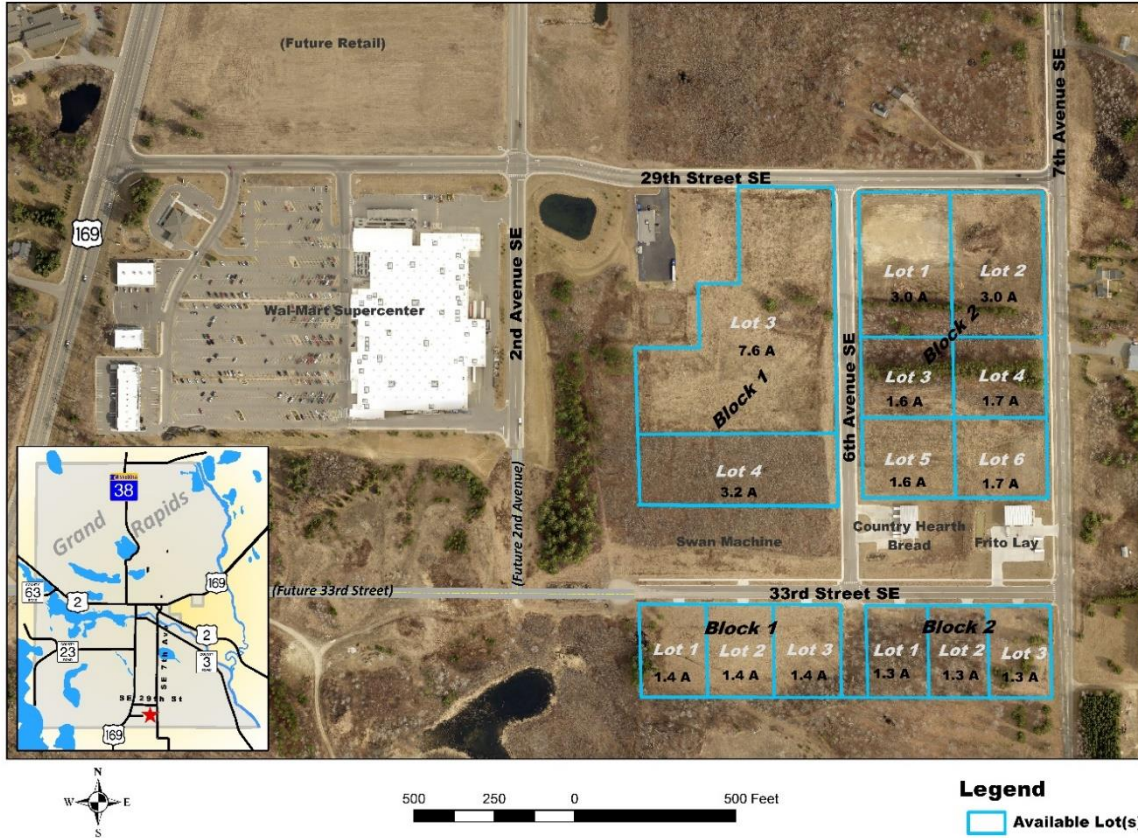 (Future Retail)
7th Avenue SE
29th Street SE
169
2nd Avenue SE
Wal-Mart Supercenter
6th Avenue SE
Lot 3
7.6 A
Block 1
Lot 4
3.2 A
Lot 1
3.0 A
Lot 2
3.0 A
Block 2
Lot 3
1.6 A
Lot 4
1.7 A
Lot 5
1.6 A
Lot 6
1.7 A
Swan Machine
Country Hearth
Bread
Frito Lay
(Future 2nd Avenue)
(Future 33rd Street)
33rd Street SE
Block 1
Lot 1
1.4 A
Lot 2
1.4 A
Lot 3
1.4 A
Block 2
Lot 1
1.3 A
Lot 2
1.3 A
Lot 3
1.3 A
38
Grand Rapids
169
63
2
2
23
3
SE 7th Av
SE 29th St
169
N
W
E
S
500
250
0
500 Feet
Legend
Available Lot(s)